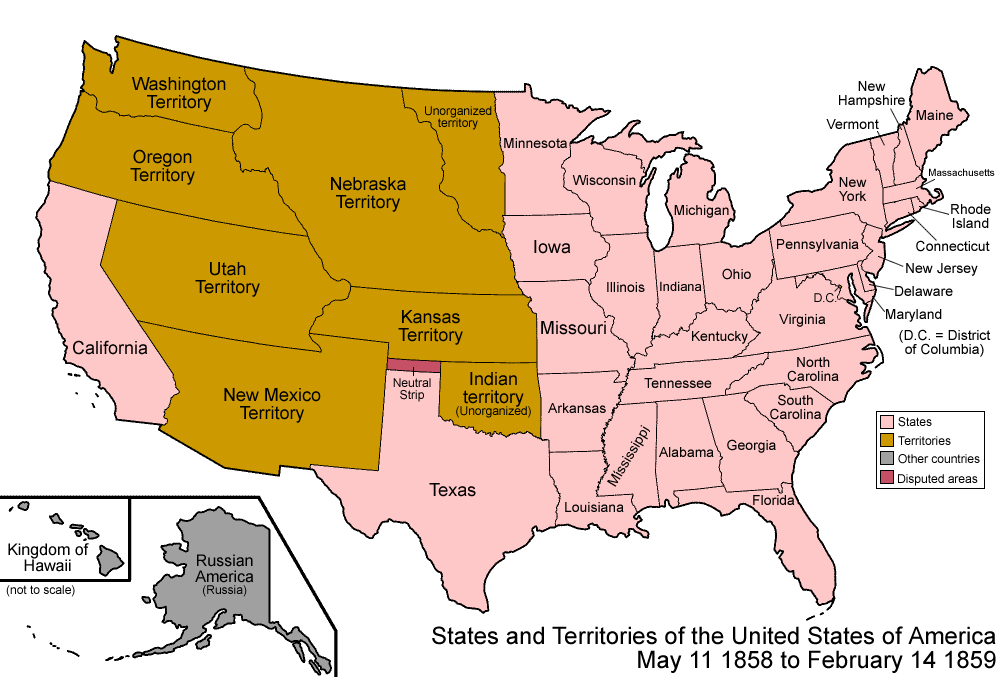 Washington
Territory
Oregon
Territory
Nebraska
Territory
Unorganized
territory
Minnesota
Wisconsin
Michigan
New
Hampshire
Vermont
Maine
Massachusetts
New
York
Rhode
Island
Connecticut
Pennsylvania
New Jersey
Delaware
Maryland
(D.C. = District
of Columbia)
D.C.
Iowa
Illinois
Indiana
Ohio
Virginia
Kentucky
Utah
Territory
Kansas
Territory
Missouri
California
New Mexico
Territory
Neutral
Strip
Indian
territory
(Unorganized)
Arkansas
Tennessee
North
Carolina
South
Carolina
Mississippi
Alabama
Georgia
Texas
Louisiana
Florida
States
Territories
Other countries
Disputed areas
Kingdom of
Hawaii
(not to scale)
Russian
America
(Russia)
States and Territories of the United States of America
May 11 1858 to February 14 1859